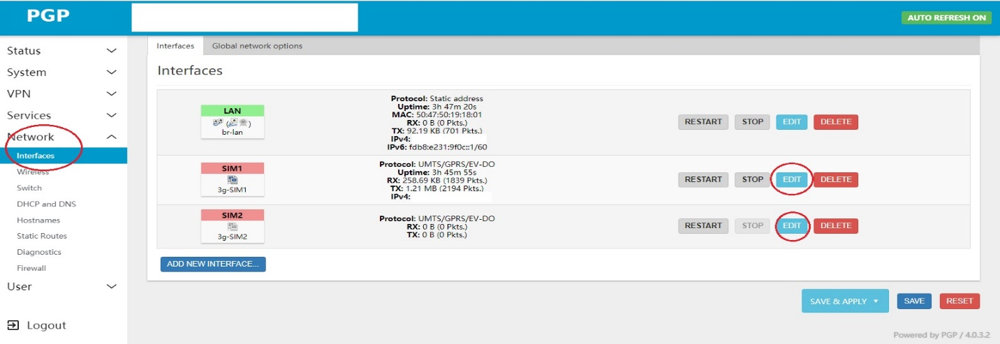 PGP
AUTO REFRESH ON
Status
System
VPN
Services
Network
Interfaces
Wireless
Switch
DHCP and DNS
Hostnames
Static Routes
Diagnostics
Firewall
User
Logout
Interfaces Global network options
Interfaces
LAN
br-lan
Protocol: Static address
Uptime: 3h 47m 20s
MAC: 50:47:50:19:18:01
RX: 0 B (0 Pkts.)
TX: 92.19 KB (701 Pkts.)
IPv4:
IPv6: fdb8:e231:9f0c::1/60
RESTART STOP EDIT DELETE
SIM1
3g-SIM1
Protocol: UMTS/GPRS/EV-DO
Uptime: 3h 45m 55s
RX: 258.69 KB (1839 Pkts.)
TX: 1.21 MB (2194 Pkts.)
IPv4:
RESTART STOP EDIT DELETE
SIM2
3g-SIM2
Protocol: UMTS/GPRS/EV-DO
RX: 0 B (0 Pkts.)
TX: 0 B (0 Pkts.)
RESTART STOP EDIT DELETE
ADD NEW INTERFACE...
SAVE & APPLY SAVE RESET
Powered by PGP / 4.0.3.2